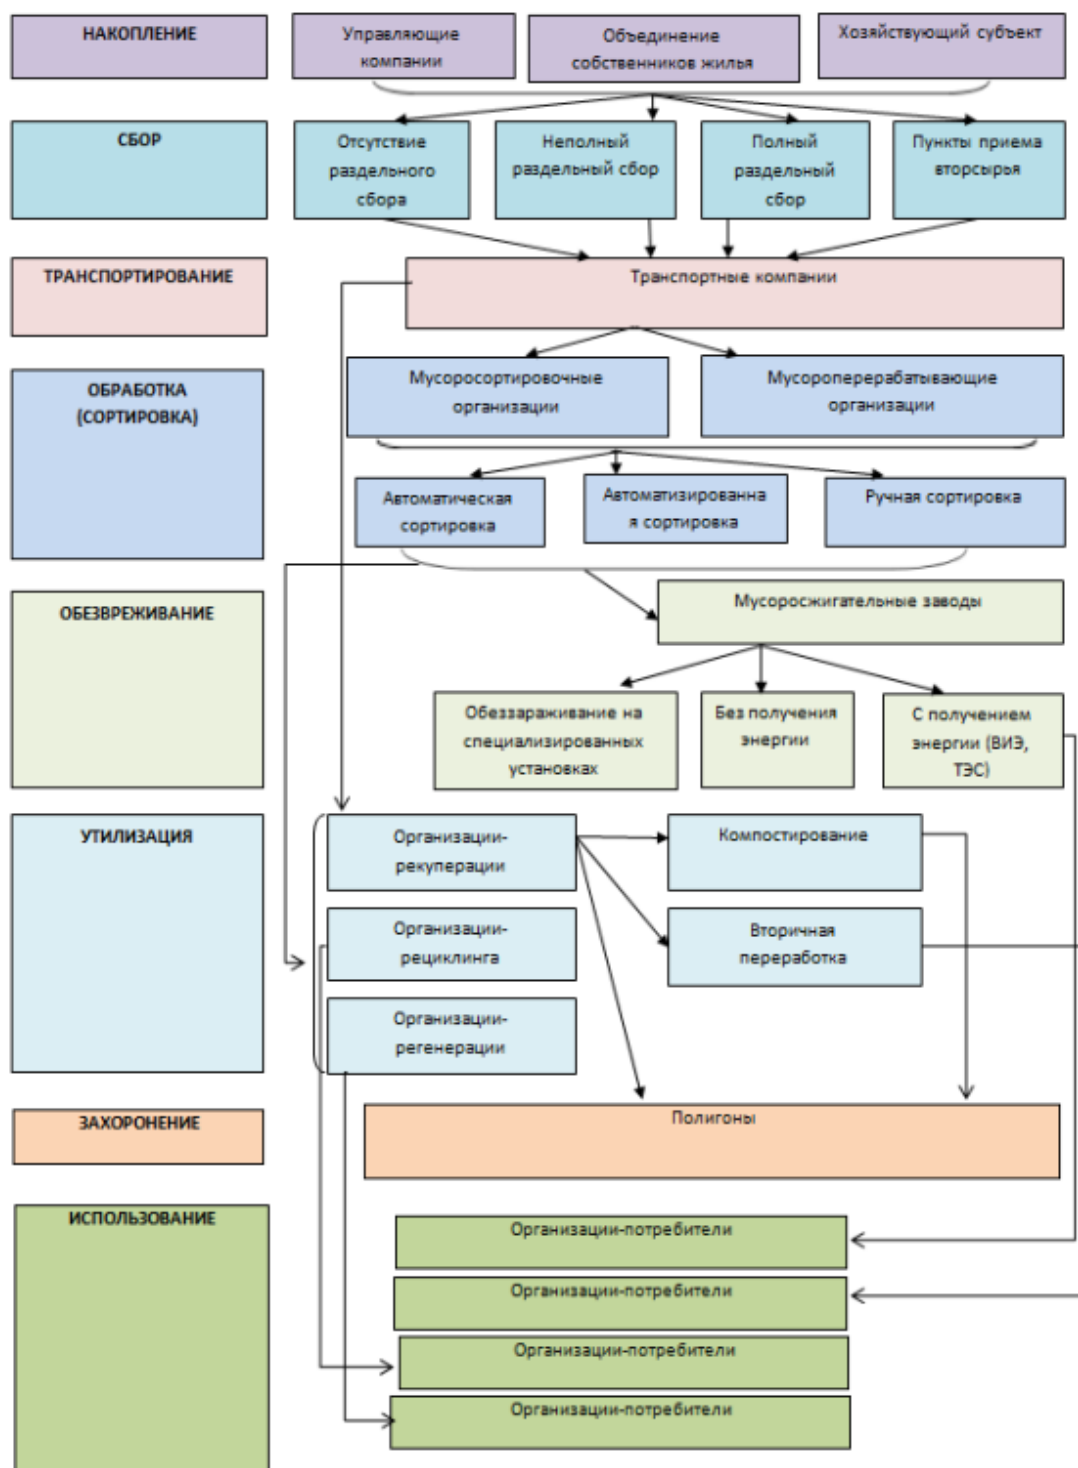 НАКОПЛЕНИЕ
Управляющие
компании
Объединение
собственников жилья
Хозяйствующий субъект
СБОР
Отсутствие
раздельного
сбора
Неполный
раздельный сбор
Полный
раздельный
сбор
Пункты приема
вторсырья
ТРАНСПОРТИРОВАНИЕ
Транспортные компании
ОБРАБОТКА
(СОРТИРОВКА)
Мусоросортировочные
организации
Мусороперерабатывающие
организации
Автоматическая
сортировка
Автоматизированна
я сортировка
Ручная сортировка
ОБЕЗВРЕЖИВАНИЕ
Мусоросжигательные заводы
Обеззараживание на
специализированных
установках
Без получения
энергии
С получением
энергии (ВИЭ,
ТЭС)
УТИЛИЗАЦИЯ
Организации-
рекуперации
Компостирование
Организации-
рециклинга
Вторичная
переработка
Организации-
регенерации
ЗАХОРОНЕНИЕ
Полигоны
ИСПОЛЬЗОВАНИЕ
Организации-потребители
Организации-потребители
Организации-потребители
Организации-потребители